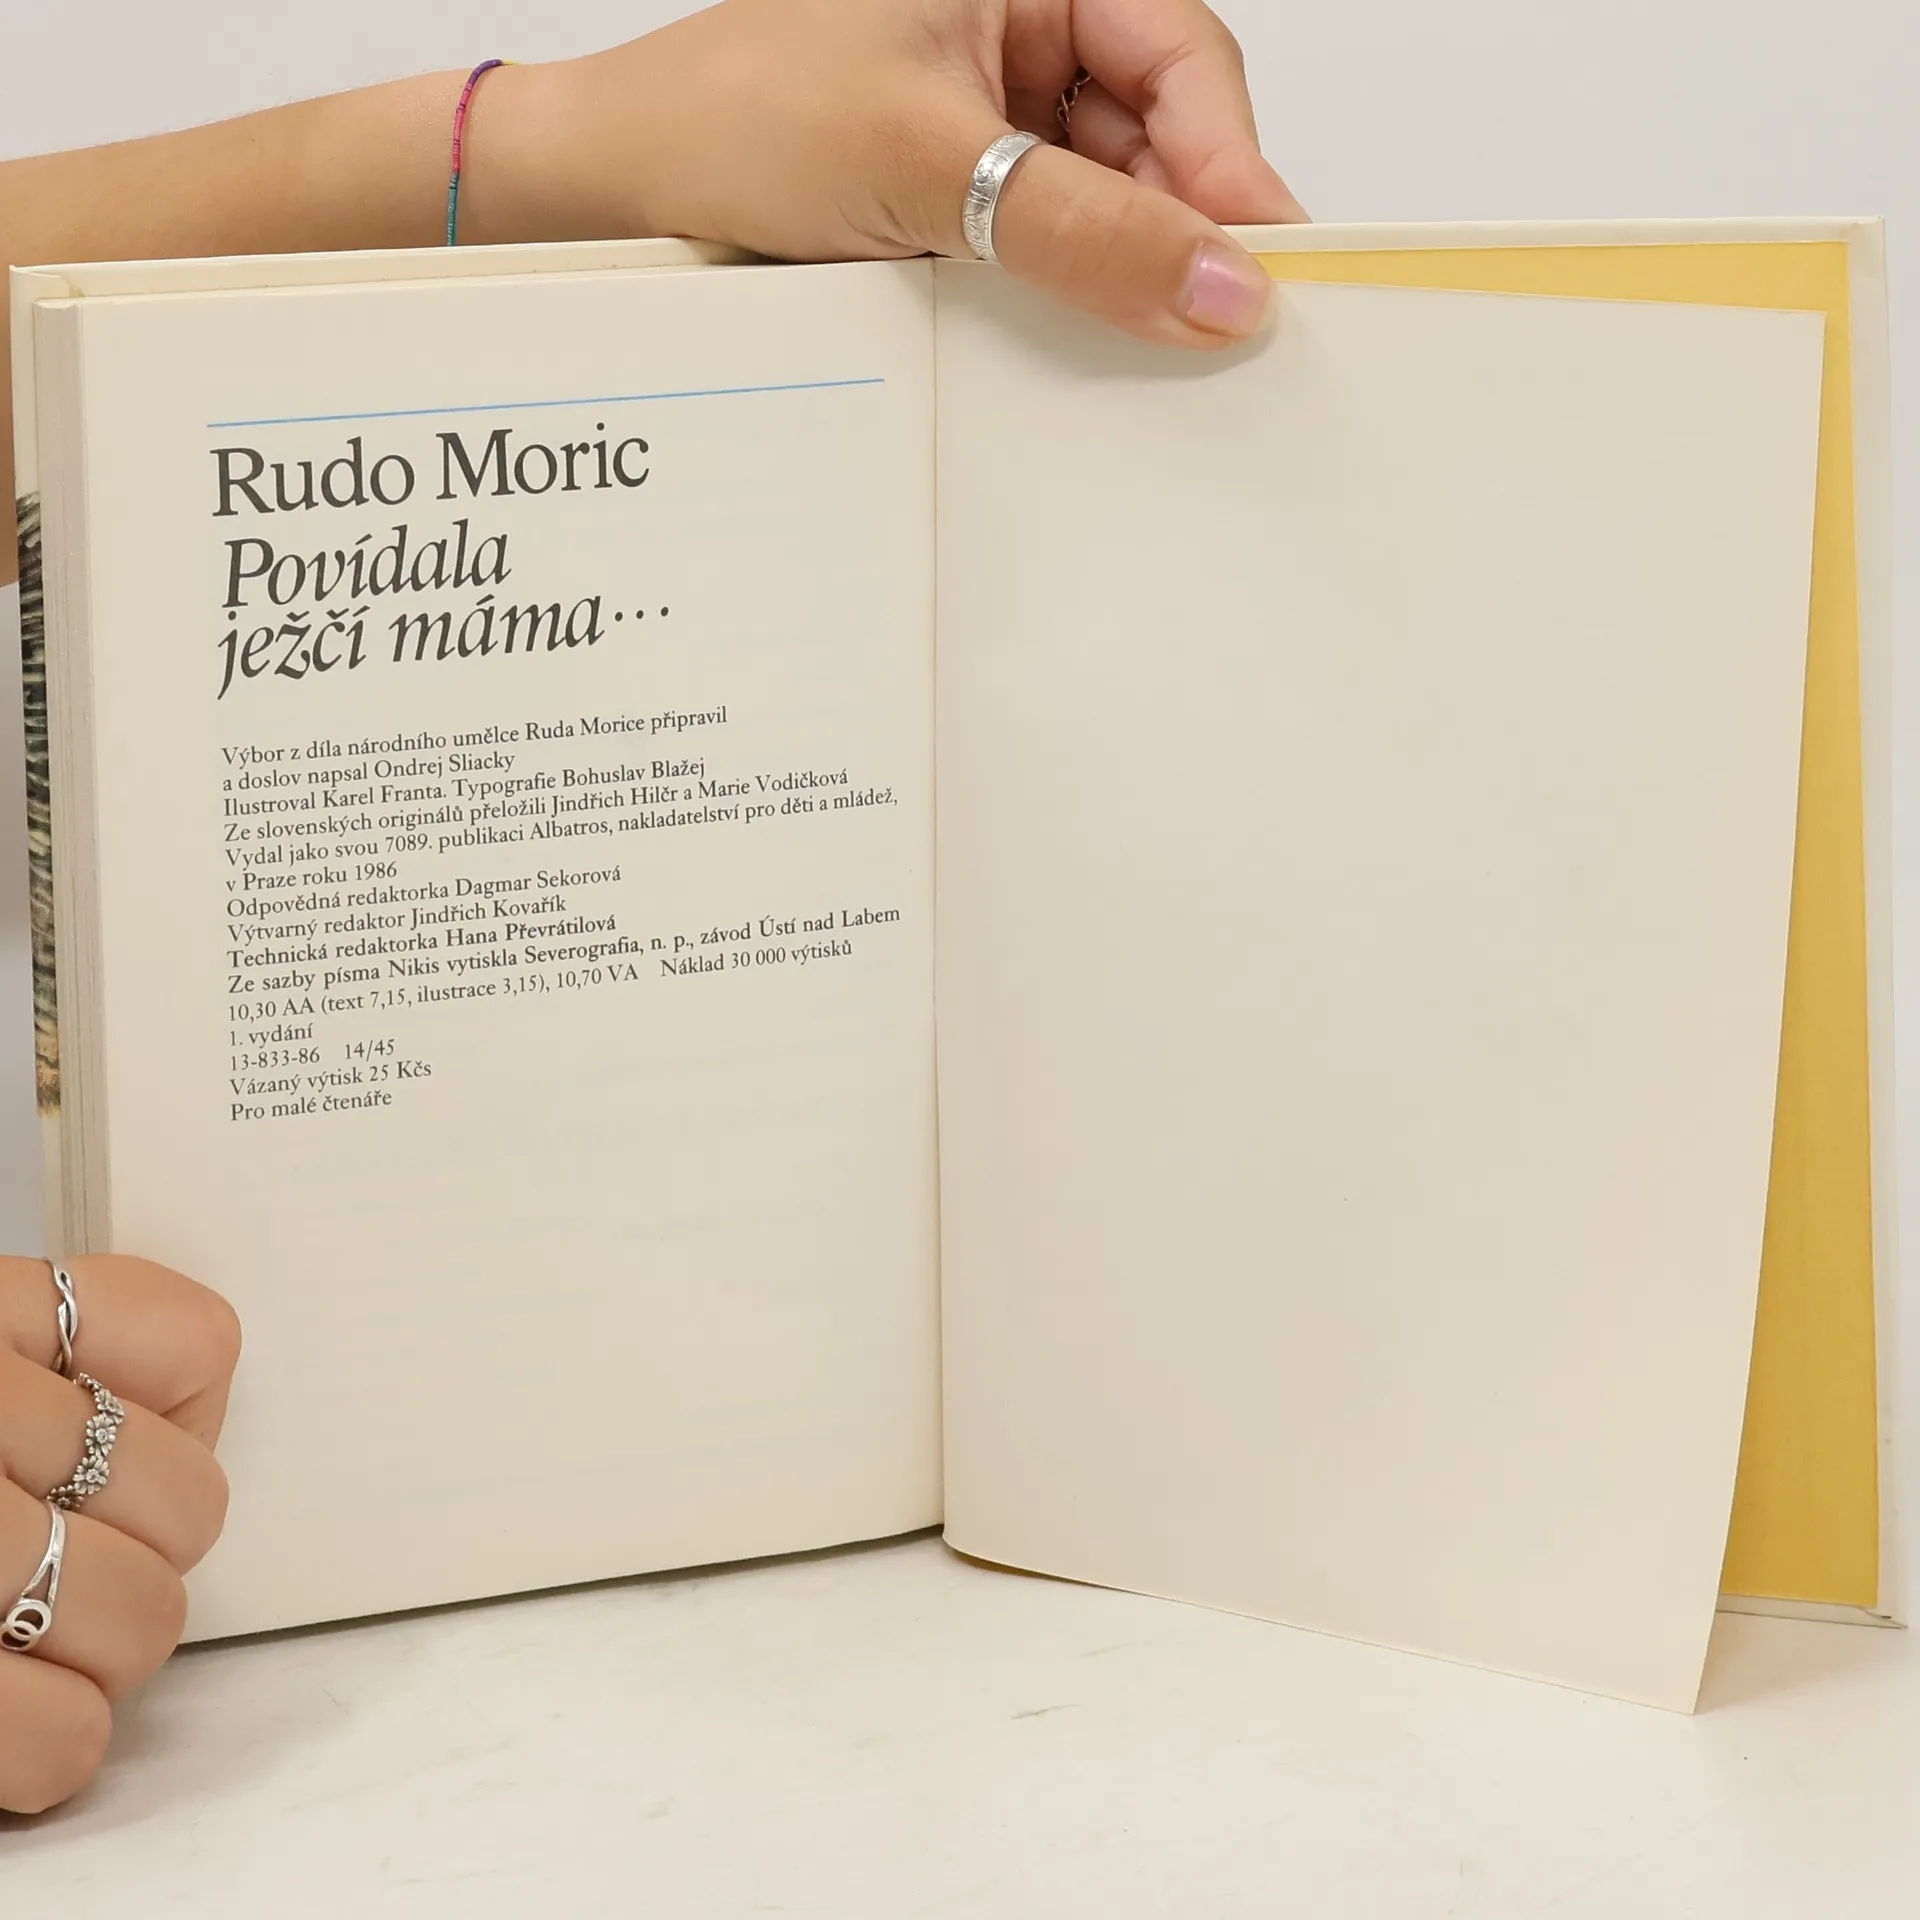 Rudo Moric
Povídala
ježčí máma...
Výbor z díla národního umělce Ruda Morice připravil
a doslov napsal Ondrej Sliacky
Ilustroval Karel Franta. Typografie Bohuslav Blažej
Ze slovenských originálů přeložili Jindřich Hilčr a Marie Vodičková
Vydal jako svou 7089. publikaci Albatros, nakladatelství pro děti a mládež,
v Praze roku 1986
Odpovědná redaktorka Dagmar Sekorová
Výtvarný redaktor Jindřich Kovařík
Technická redaktorka Hana Převrátilová
Ze sazby písma Nikis vytiskla Severografia, n. p., závod Ústí nad Labem
10,30 AA (text 7,15, ilustrace 3,15), 10,70 VA Náklad 30 000 výtisků
1. vydání
13-833-86 14/45
Vázaný výtisk 25 Kčs
Pro malé čtenáře